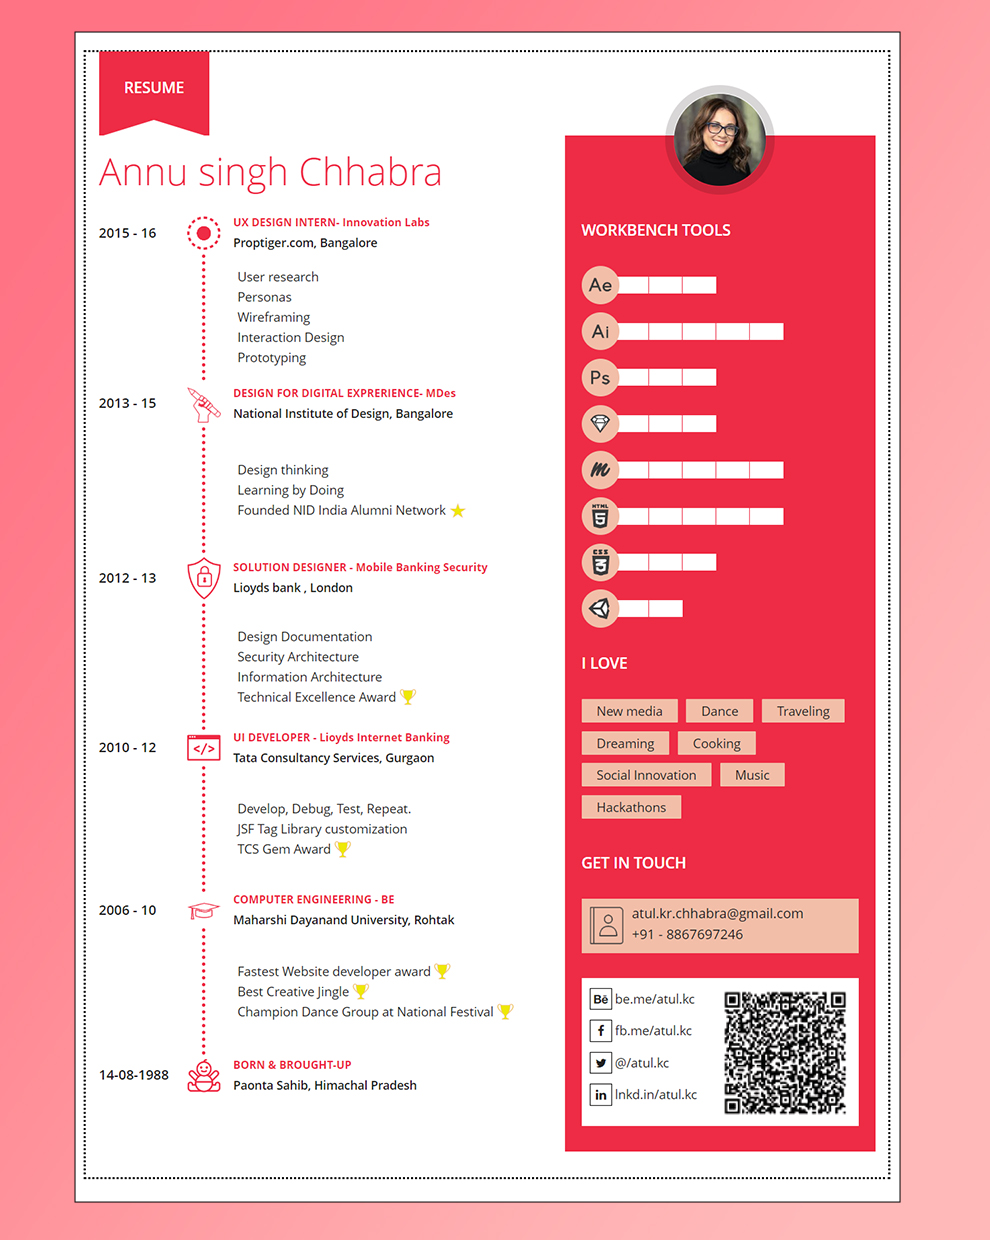 RESUME
Annu singh Chhabra
2015 - 16
UX DESIGN INTERN- Innovation Labs
Proptiger.com, Bangalore
User research
Personas
Wireframing
Interaction Design
Prototyping
2013 - 15
DESIGN FOR DIGITAL EXPRERIENCE- MDes
National Institute of Design, Bangalore
Design thinking
Learning by Doing
Founded NID India Alumni Network
2012 - 13
SOLUTION DESIGNER - Mobile Banking Security
Lioyds bank , London
Design Documentation
Security Architecture
Information Architecture
Technical Excellence Award
2010 - 12
</>
UI DEVELOPER - Lioyds Internet Banking
Tata Consultancy Services, Gurgaon
Develop, Debug, Test, Repeat.
JSF Tag Library customization
TCS Gem Award
2006 - 10
COMPUTER ENGINEERING - BE
Maharshi Dayanand University, Rohtak
Fastest Website developer award
Best Creative Jingle
Champion Dance Group at National Festival
14-08-1988
BORN & BROUGHT-UP
Paonta Sahib, Himachal Pradesh
WORKBENCH TOOLS
Ae
Ai
Ps
m
HTML
5
CSS
3
I LOVE
New media Dance Traveling
Dreaming Cooking
Social Innovation Music
Hackathons
GET IN TOUCH
atul.kr.chhabra@gmail.com
+91 - 8867697246
Bē be.me/atul.kc
f fb.me/atul.kc
@/atul.kc
in lnkd.in/atul.kc